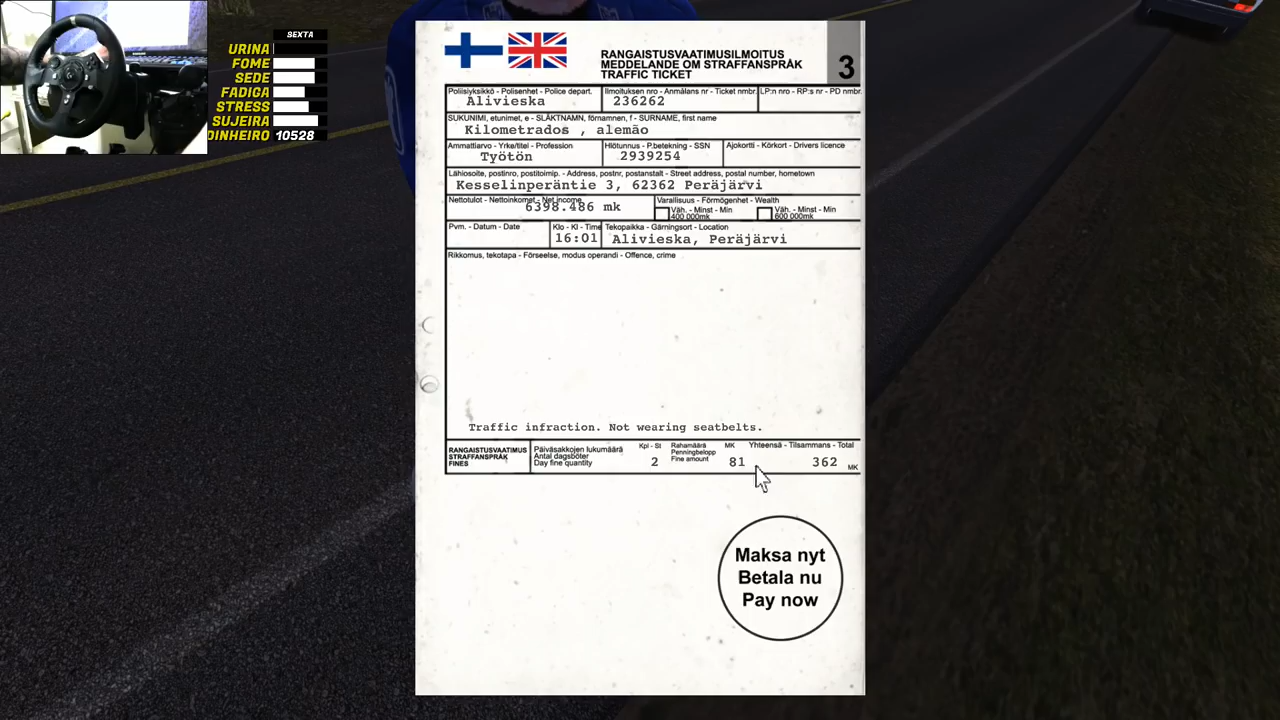 SEXTA
URINA
FOME
SEDE
FADIGA
STRESS
SUJEIRA
DINHEIRO 10528
RANGAISTUSVAATIMUSILMOITUS
MEDDELANDE OM STRAFFANSPRÅK
TRAFFIC TICKET
3
Poliisiyksikkö - Polisenhet - Police depart.
Alivieska
Ilmoituksen nro - Anmälans nr - Ticket nmbr.
236262
LP:n nro - RP:s nr - PD nmbr.
SUKUNIMI, etunimet, e - SLÄKTNAMN, förnamnen, f - SURNAME, first name
Kilometrados , alemão
Ammattiarvo - Yrke/titel - Profession
Työtön
Hlötunnus - P.betekning - SSN
2939254
Ajokortti - Körkort - Drivers licence
Lähiosoite, postinro, postitoimip. - Address, postnr, postanstalt - Street address, postal number, hometown
Kesselinperäntie 3, 62362 Peräjärvi
Nettotulot - Nettoinkomst - Net income
6398.486 mk
Varallisuus - Förmögenhet - Wealth
Väh. - Minst - Min
400 000mk
Väh. - Minst - Min
600 000mk
Pvm. - Datum - Date
Klo - Kl - Time
16:01
Tekopaikka - Gärningsort - Location
Alivieska, Peräjärvi
Rikkomus, tekotapa - Förseelse, modus operandi - Offence, crime
Traffic infraction. Not wearing seatbelts.
RANGAISTUSVAATIMUS
STRAFFANSPRÅK
FINES
Päiväsakkojen lukumäärä
Antal dagsböter
Day fine quantity
Kpl - St
2
Rahamäärä
Penningbelopp
Fine amount
MK
81
Yhteensä - Tilsammans - Total
362 MK
Maksa nyt
Betala nu
Pay now